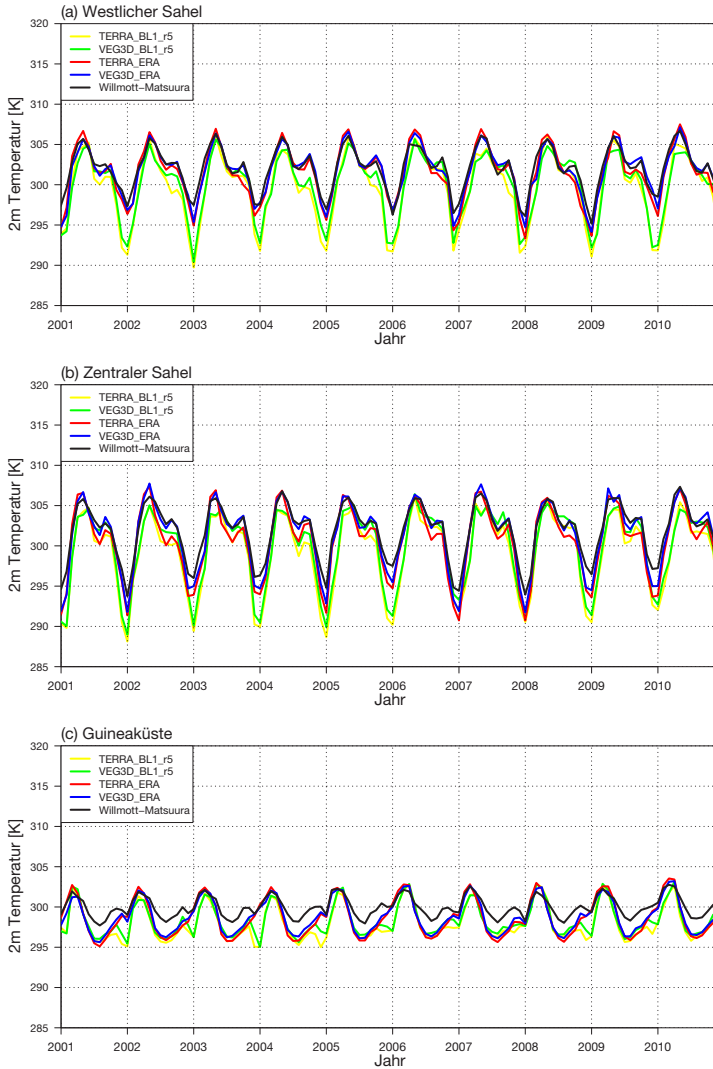 (a) Westlicher Sahel
320
TERRA_BL1_r5
VEG3D_BL1_r5
315
TERRA_ERA
VEG3D_ERA
Willmott−Matsuura
310
2m Temperatur [K]
305
300
295
290
285
2001 2002 2003 2004 2005 2006 2007 2008 2009 2010
Jahr
(b) Zentraler Sahel
320
TERRA_BL1_r5
VEG3D_BL1_r5
315
TERRA_ERA
VEG3D_ERA
Willmott−Matsuura
310
2m Temperatur [K]
305
300
295
290
285
2001 2002 2003 2004 2005 2006 2007 2008 2009 2010
Jahr
(c) Guineaküste
320
TERRA_BL1_r5
VEG3D_BL1_r5
315
TERRA_ERA
VEG3D_ERA
Willmott−Matsuura
310
2m Temperatur [K]
305
300
295
290
285
2001 2002 2003 2004 2005 2006 2007 2008 2009 2010
Jahr